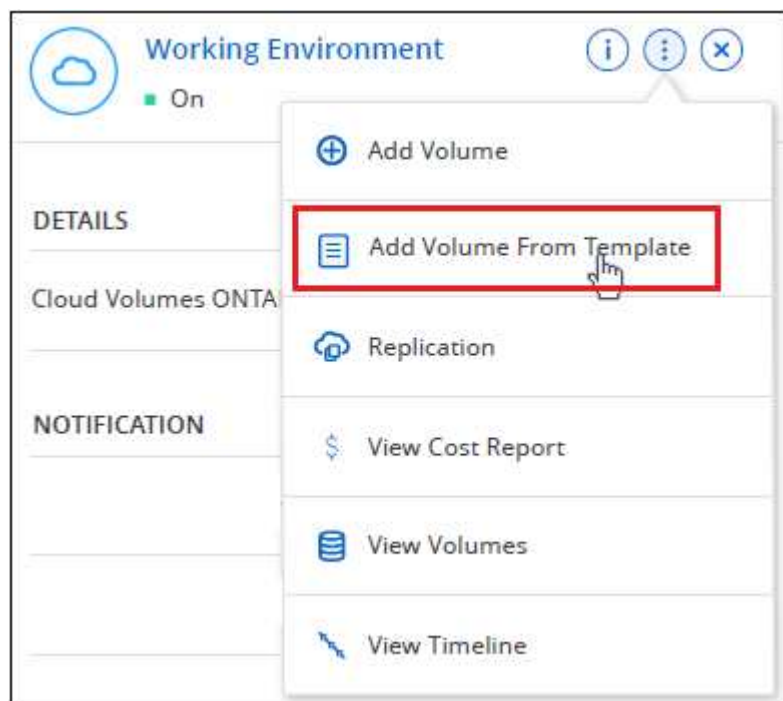 Working Environment
On
Add Volume
DETAILS
Add Volume From Template
Cloud Volumes ONTA
Replication
NOTIFICATION
View Cost Report
View Volumes
View Timeline